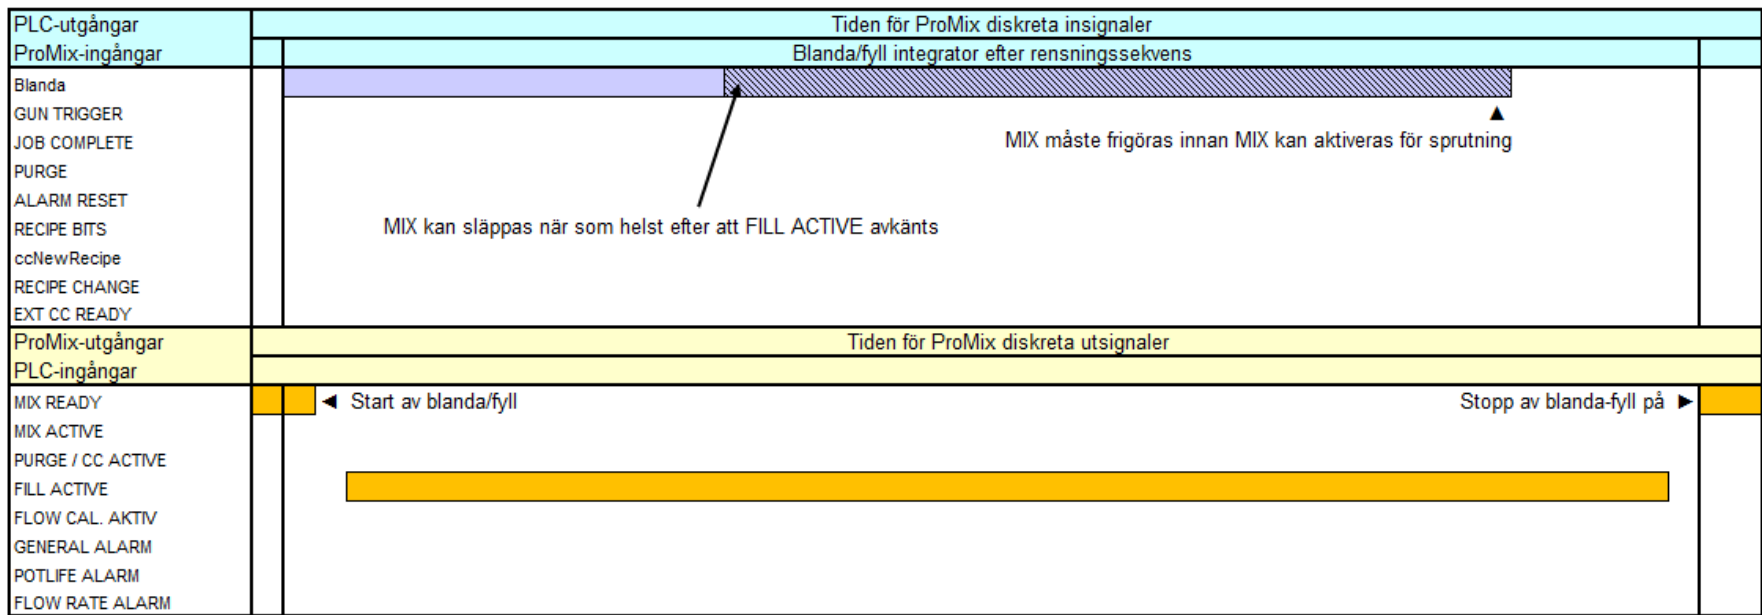 PLC-utgångar
Tiden för ProMix diskreta insignaler
ProMix-ingångar
Blanda/fyll integrator efter rensningssekvens
Blanda
GUN TRIGGER
JOB COMPLETE
MIX måste frigöras innan MIX kan aktiveras för sprutning
PURGE
ALARM RESET
RECIPE BITS
MIX kan släppas när som helst efter att FILL ACTIVE avkänts
ccNewRecipe
RECIPE CHANGE
EXT CC READY
ProMix-utgångar
Tiden för ProMix diskreta utsignaler
PLC-ingångar
MIX READY
◄ Start av blanda/fyll
Stopp av blanda-fyll på ►
MIX ACTIVE
PURGE / CC ACTIVE
FILL ACTIVE
FLOW CAL. AKTIV
GENERAL ALARM
POTLIFE ALARM
FLOW RATE ALARM